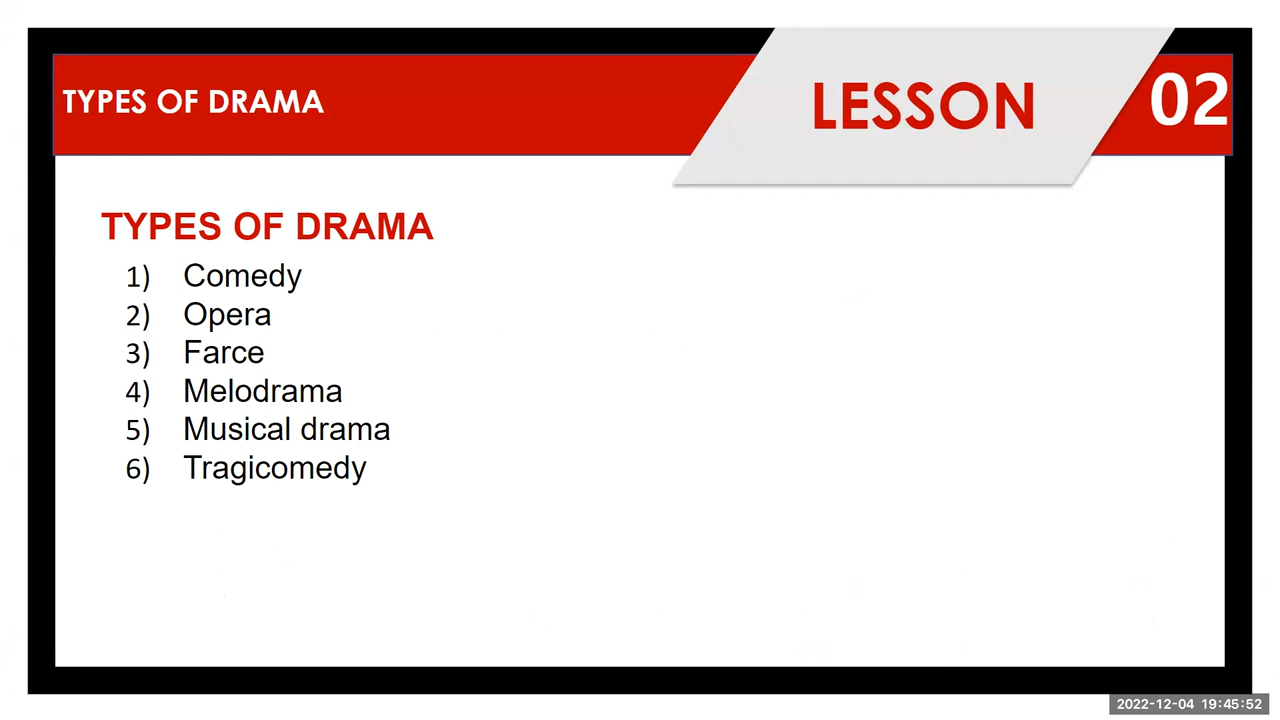 TYPES OF DRAMA
LESSON
02
TYPES OF DRAMA
1) Comedy
2) Opera
3) Farce
4) Melodrama
5) Musical drama
6) Tragicomedy
2022-12-04 19:45:52